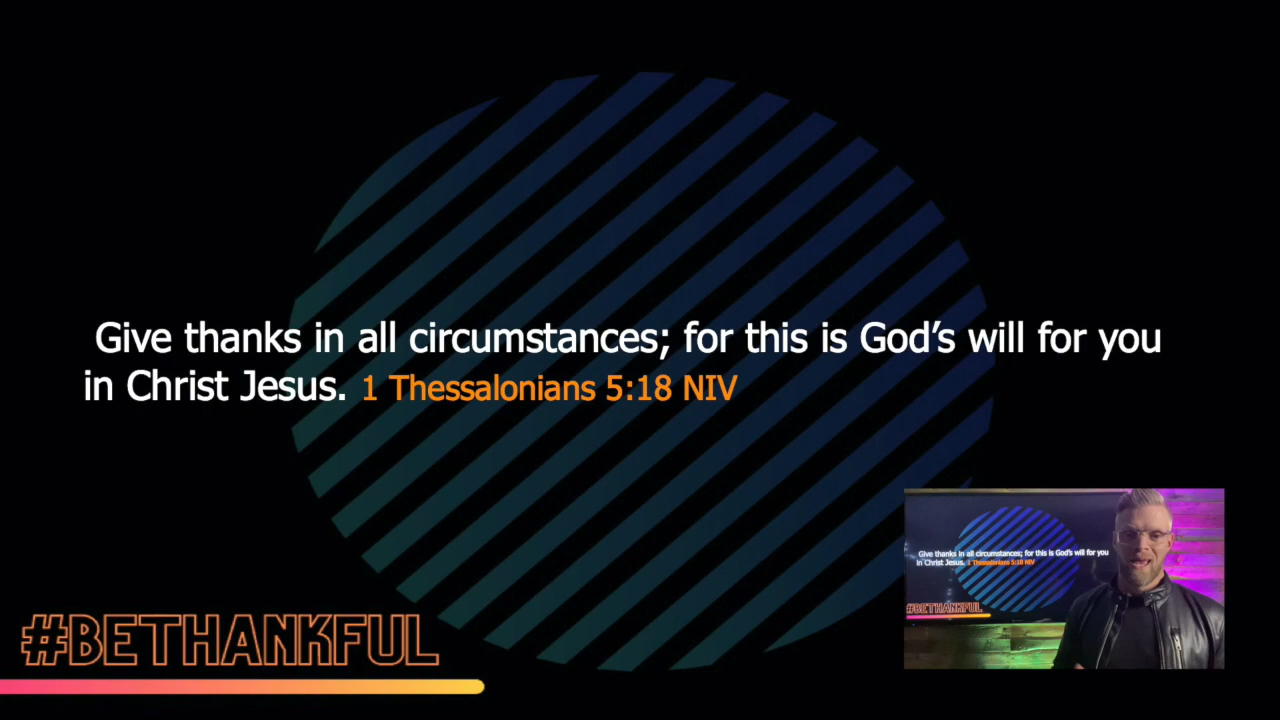 Give thanks in all circumstances; for this is God’s will for you
in Christ Jesus. 1 Thessalonians 5:18 NIV
#BETHANKFUL
Give thanks in all circumstances; for this is God’s will for you
in Christ Jesus. 1 Thessalonians 5:18 NIV
#BETHANKFUL